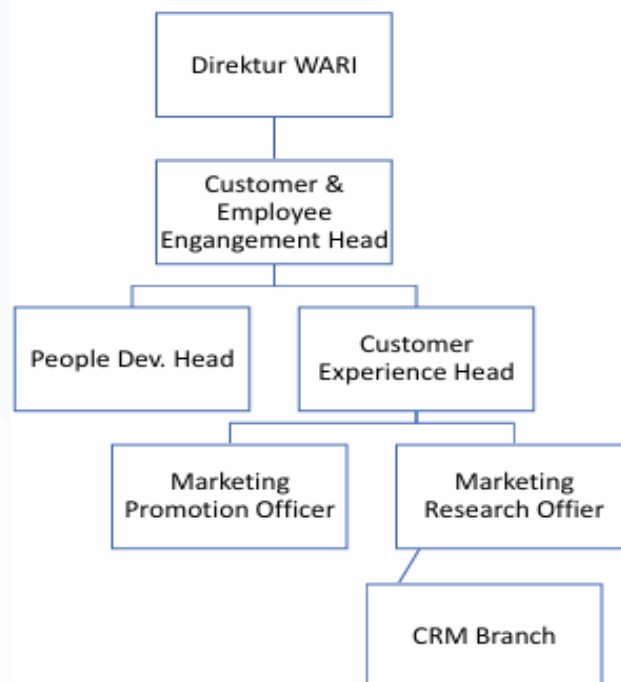 Direktur WARI
Customer &
Employee
Engangement Head
People Dev. Head
Customer
Experience Head
Marketing
Promotion Officer
Marketing
Research Offier
CRM Branch